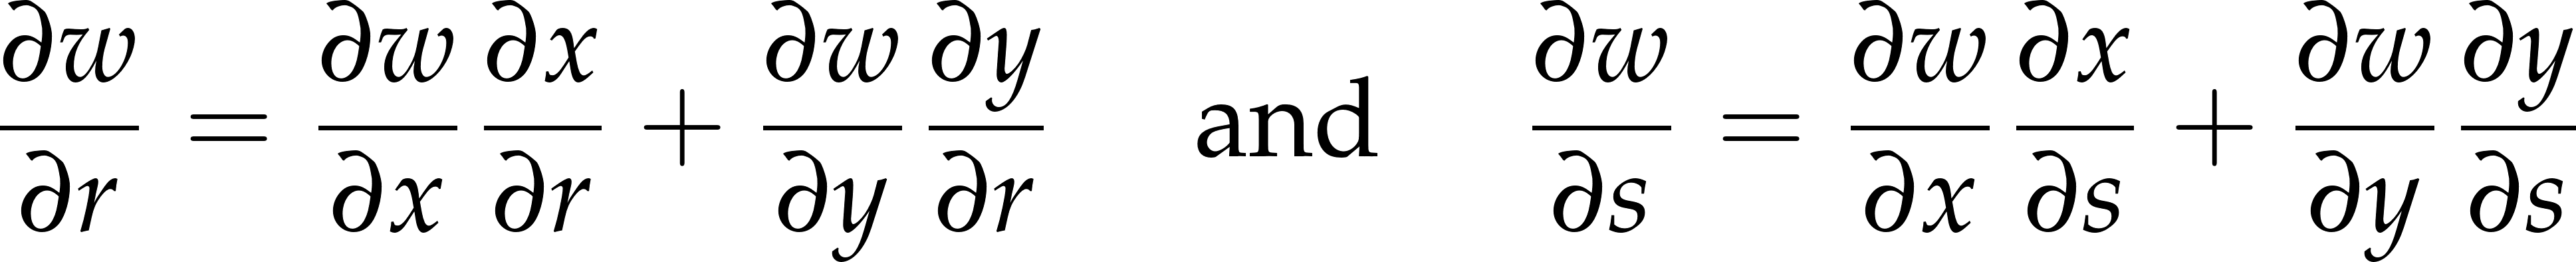 ∂w/∂r = ∂w/∂x ∂x/∂r + ∂w/∂y ∂y/∂r and ∂w/∂s = ∂w/∂x ∂x/∂s + ∂w/∂y ∂y/∂s